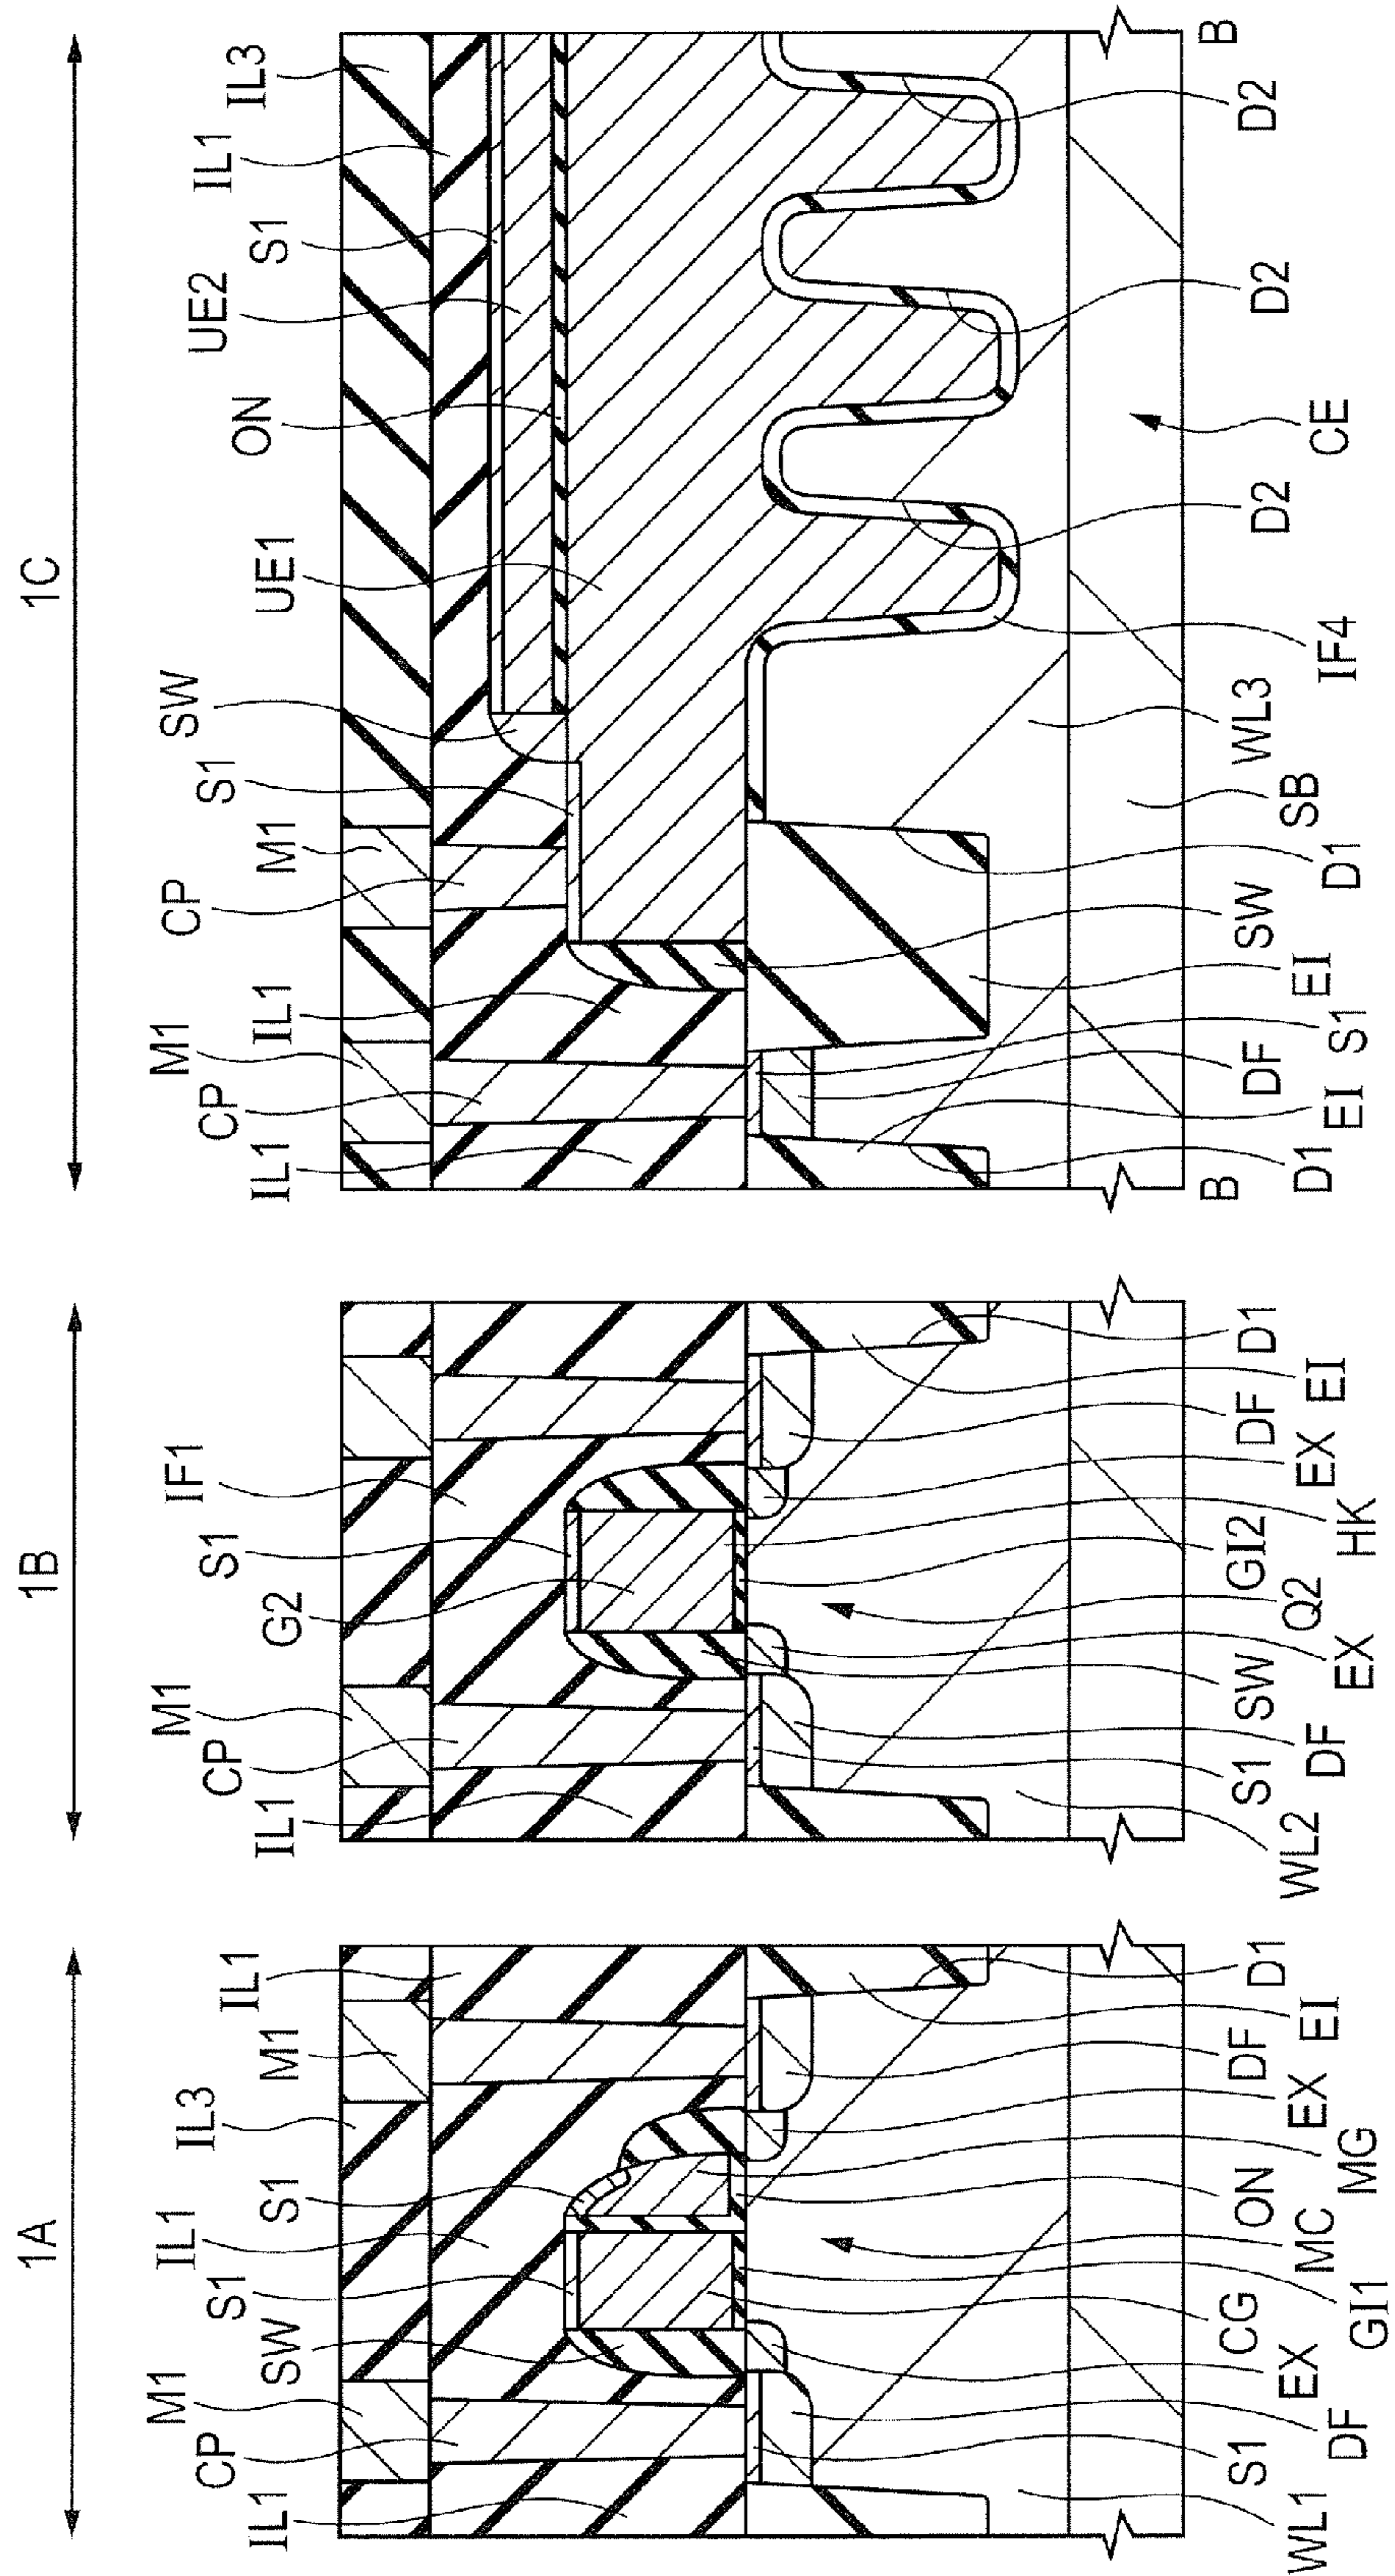 1A
1B
1C
M1
CP
IL1
SW
S1
IL1
S1
IL3
M1
IL1
WL1
S1
DF
EX
CG
GI1
MC
ON
MG
EX
DF
EI
D1
M1
CP
IL1
G2
S1
IF1
WL2
S1
DF
SW
EX
Q2
GI2
HK
EX
DF
EI
D1
M1
CP
IL1
IL1
CP
M1
S1
SW
UE1
ON
UE2
S1
IL1
IL3
B
D1
EI
DF
S1
EI
SW
D1
SB
WL3
IF4
D2
CE
D2
D2
B